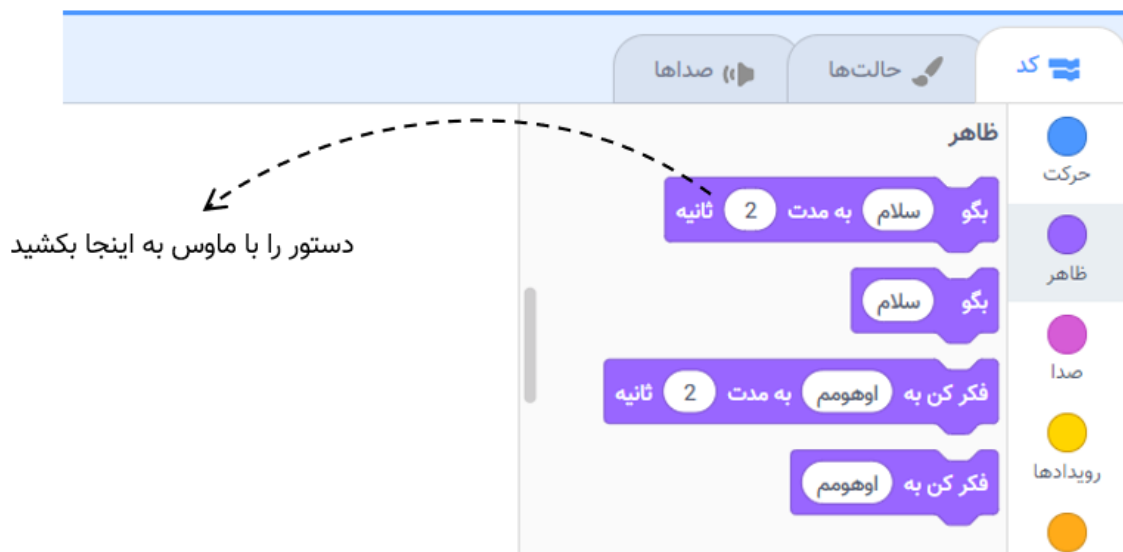 کد
حالت‌ها
صداها
حرکت
ظاهر
صدا
رویدادها
ظاهر
بگو سلام به مدت 2 ثانیه
بگو سلام
فکر کن به اوهومم به مدت 2 ثانیه
فکر کن به اوهومم
دستور را با ماوس به اینجا بکشید